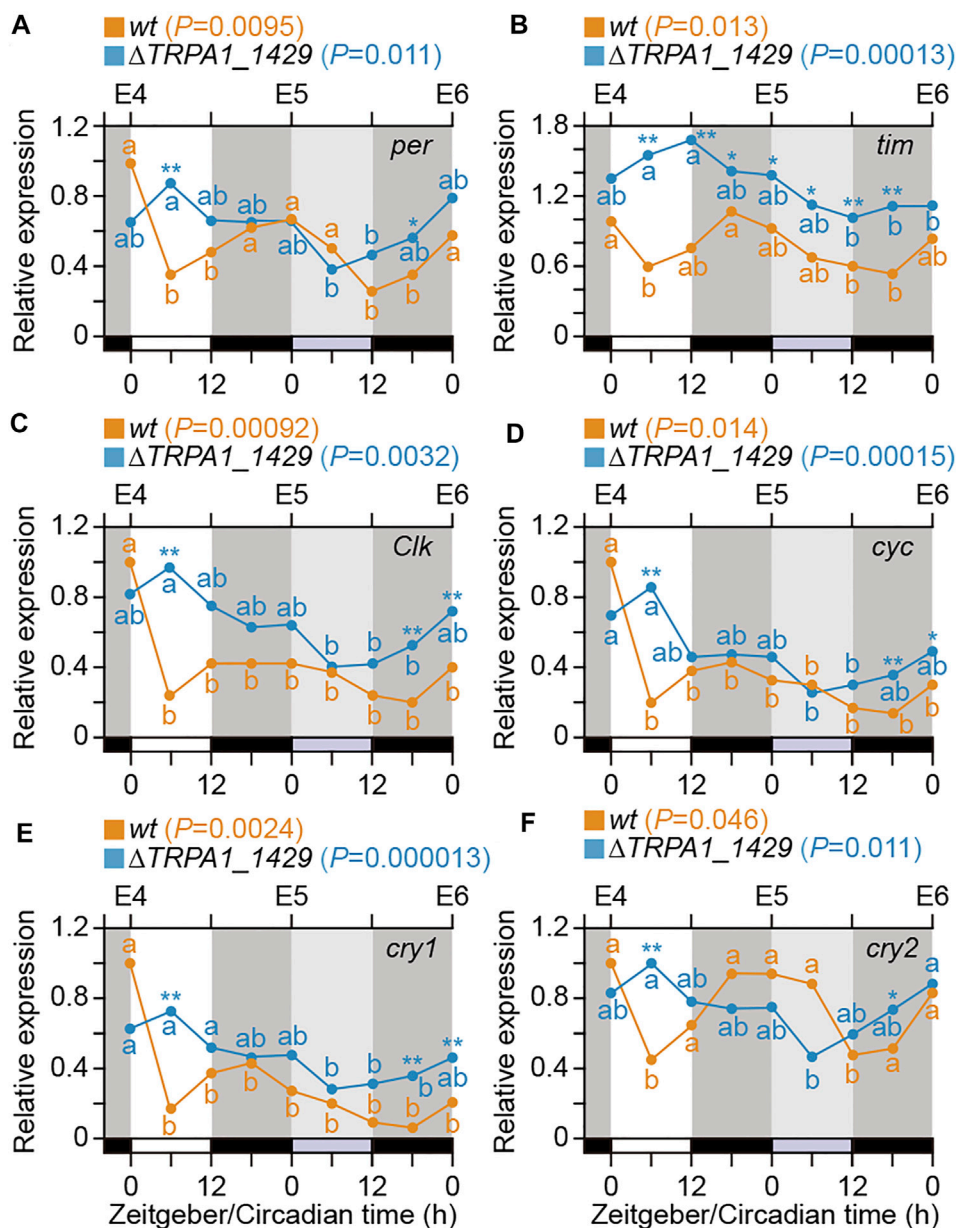 A
wt (P=0.0095)
ΔTRPA1_1429 (P=0.011)
E4 E5 E6
Relative expression
1.2
0.8
0.4
0
per
a
b
b
a
a
a
b
b
a
ab
**
a
ab
ab
ab
b
b
*
ab
ab
0 12 0 12 0
B
wt (P=0.013)
ΔTRPA1_1429 (P=0.00013)
E4 E5 E6
Relative expression
1.8
1.2
0.6
0
tim
ab
**
a
**
a
*
ab
*
ab
*
ab
**
b
**
b
ab
a
b
ab
a
ab
ab
b
b
ab
0 12 0 12 0
C
wt (P=0.00092)
ΔTRPA1_1429 (P=0.0032)
E4 E5 E6
Relative expression
1.2
0.8
0.4
0
Clk
a
b
b
b
b
b
b
b
b
ab
**
a
ab
ab
ab
b
b
**
b
**
ab
0 12 0 12 0
D
wt (P=0.014)
ΔTRPA1_1429 (P=0.00015)
E4 E5 E6
Relative expression
1.2
0.8
0.4
0
cyc
a
b
b
b
b
b
b
b
b
a
**
a
ab
ab
ab
b
b
**
ab
*
ab
0 12 0 12 0
E
wt (P=0.0024)
ΔTRPA1_1429 (P=0.000013)
E4 E5 E6
Relative expression
1.2
0.8
0.4
0
cry1
a
b
b
b
b
b
b
b
b
a
**
a
a
ab
ab
b
b
**
b
**
ab
0 12 0 12 0
Zeitgeber/Circadian time (h)
F
wt (P=0.046)
ΔTRPA1_1429 (P=0.011)
E4 E5 E6
Relative expression
1.2
0.8
0.4
0
cry2
a
b
a
a
a
a
b
a
a
ab
**
a
ab
ab
ab
b
ab
*
ab
a
0 12 0 12 0
Zeitgeber/Circadian time (h)